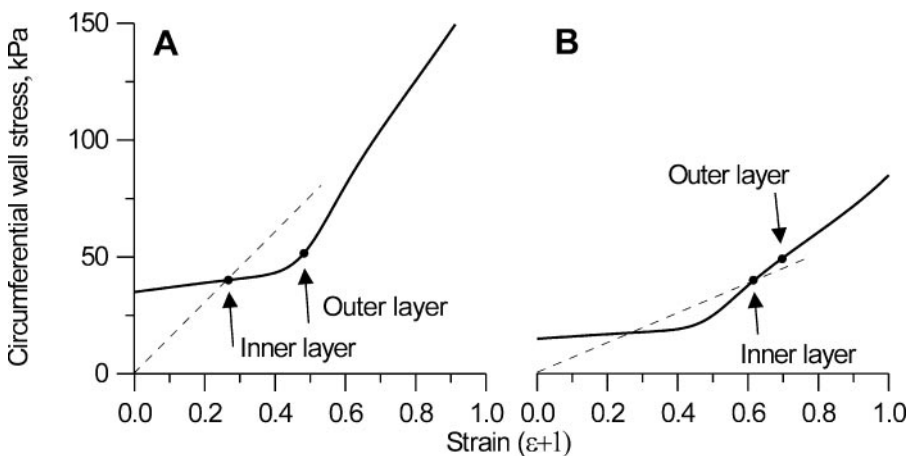 Circumferential wall stress, kPa
150
100
50
0
A
Inner layer
Outer layer
0.0 0.2 0.4 0.6 0.8 1.0
B
Outer layer
Inner layer
0.0 0.2 0.4 0.6 0.8 1.0
Strain (ε+1)